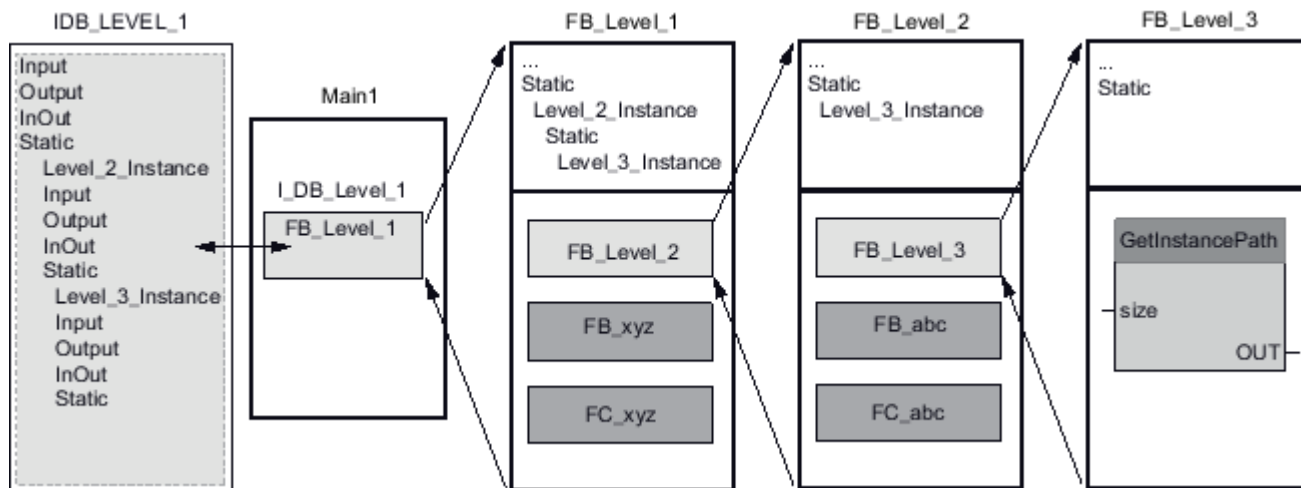 IDB_LEVEL_1
Input
Output
InOut
Static
Level_2_Instance
Input
Output
InOut
Static
Level_3_Instance
Input
Output
InOut
Static
Main1
I_DB_Level_1
FB_Level_1
FB_Level_1
...
Static
Level_2_Instance
Static
Level_3_Instance
FB_Level_2
FB_xyz
FC_xyz
FB_Level_2
...
Static
Level_3_Instance
FB_Level_3
FB_abc
FC_abc
FB_Level_3
...
Static
GetInstancePath
size
OUT